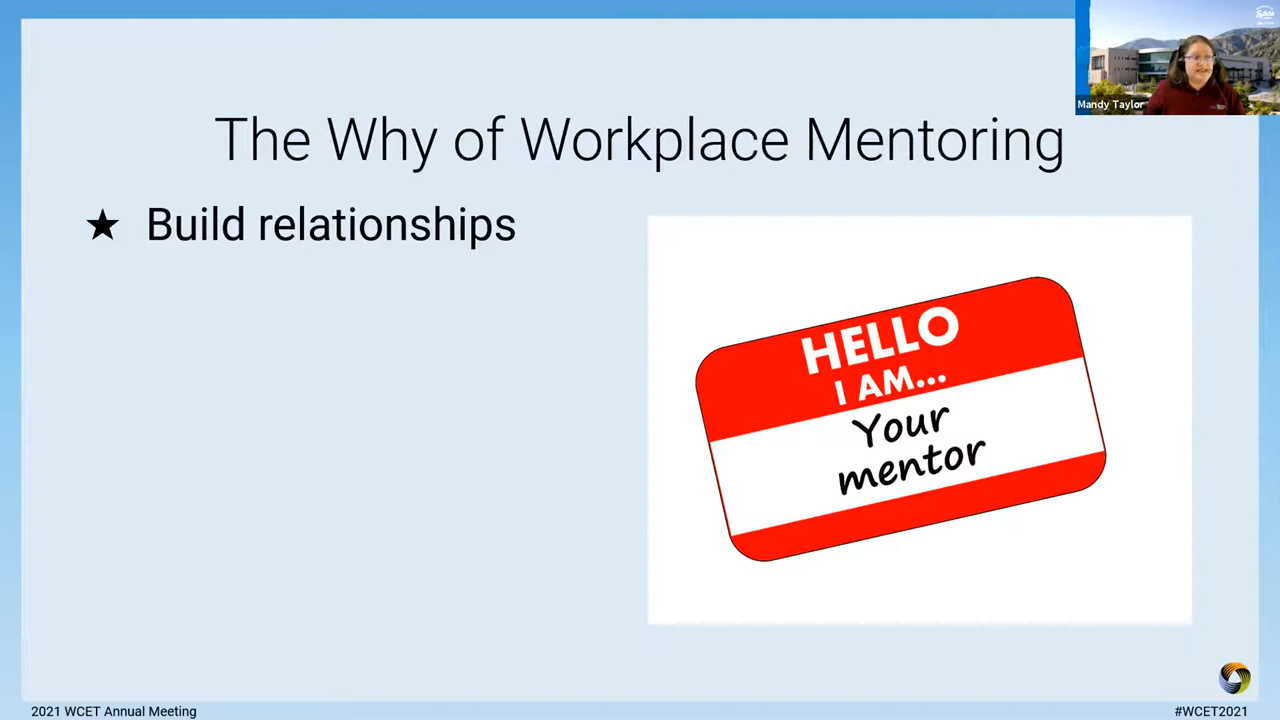 Mandy Taylor
The Why of Workplace Mentoring
★ Build relationships
HELLO
I AM...
Your
mentor
2021 WCET Annual Meeting
#WCET2021